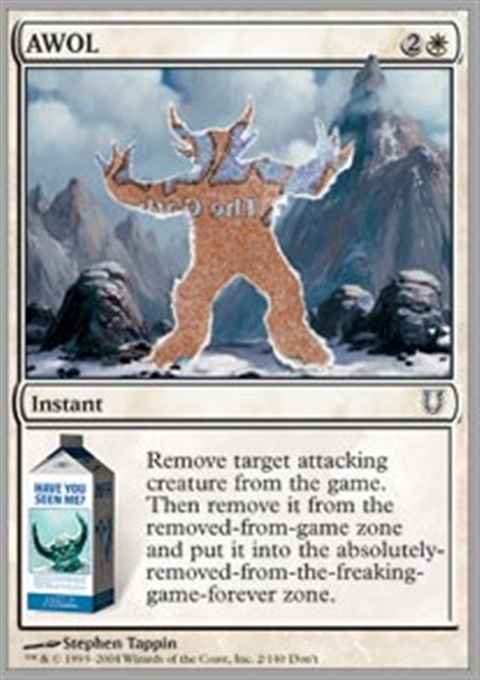 AWOL 2
The Gath
Instant
HAVE YOU
SEEN ME?
Remove target attacking
creature from the game.
Then remove it from the
removed-from-game zone
and put it into the absolutely-
removed-from-the-freaking-
game-forever zone.
Stephen Tappin
™ & © 1993-2004 Wizards of the Coast, Inc. 2/140 Don't